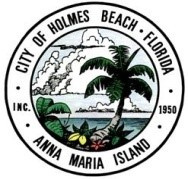 CITY OF HOLMES BEACH • FLORIDA
INC.
1950
ANNA MARIA ISLAND